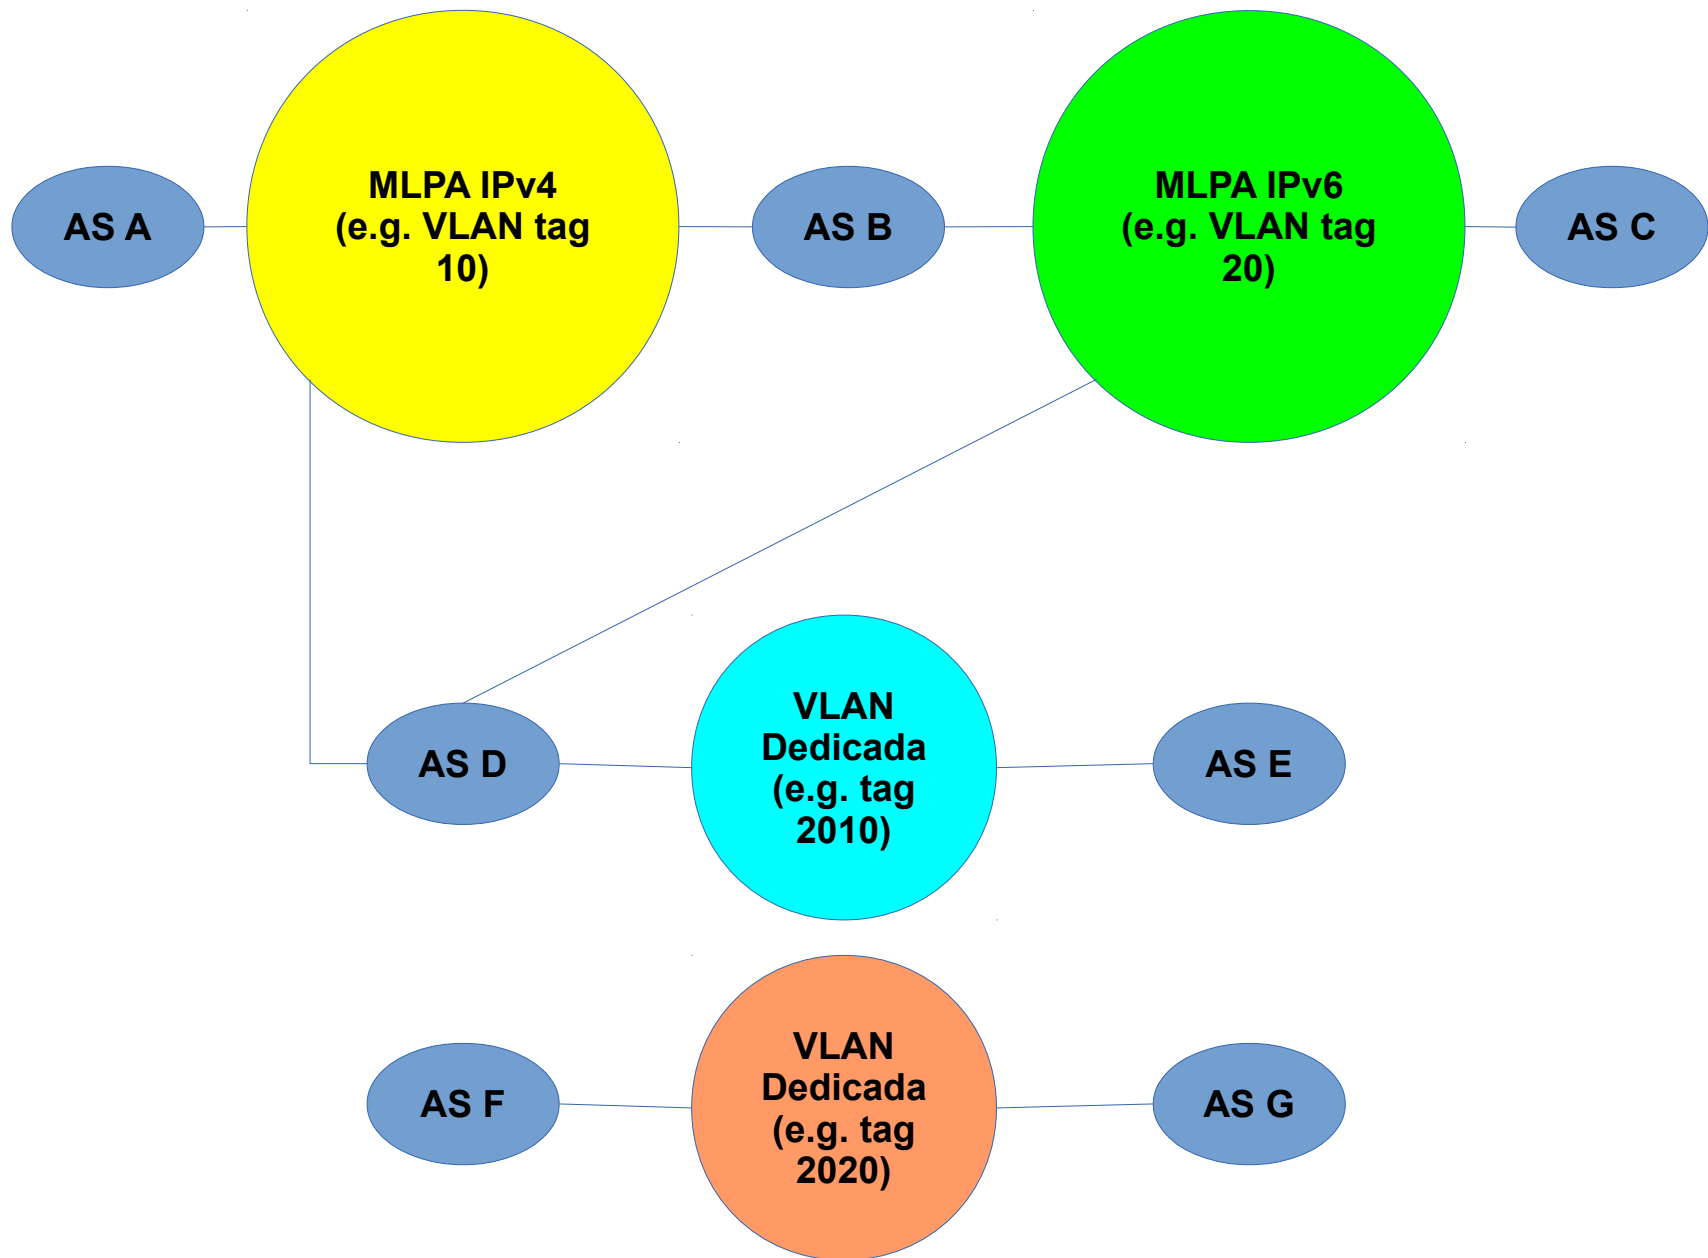 AS A
MLPA IPv4
(e.g. VLAN tag
10)
AS B
MLPA IPv6
(e.g. VLAN tag
20)
AS C
AS D
VLAN
Dedicada
(e.g. tag
2010)
AS E
AS F
VLAN
Dedicada
(e.g. tag
2020)
AS G